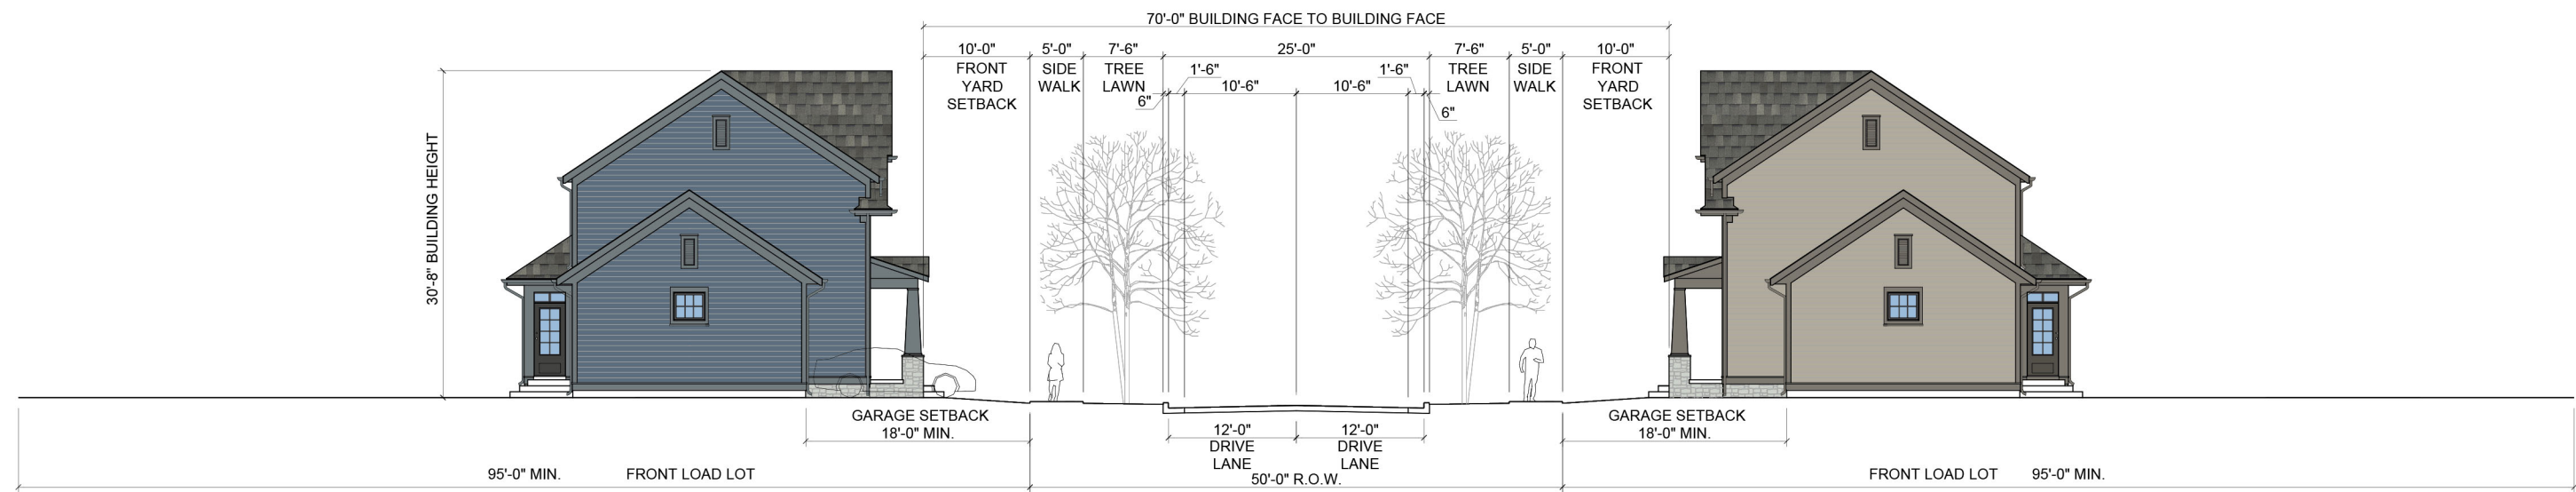 70'-0" BUILDING FACE TO BUILDING FACE
10'-0"
5'-0"
7'-6"
25'-0"
7'-6"
5'-0"
10'-0"
FRONT
YARD
SETBACK
SIDE
WALK
TREE
LAWN
1'-6"
6"
10'-6"
10'-6"
1'-6"
6"
TREE
LAWN
SIDE
WALK
FRONT
YARD
SETBACK
30'-8" BUILDING HEIGHT
GARAGE SETBACK
18'-0" MIN.
12'-0"
DRIVE
LANE
12'-0"
DRIVE
LANE
GARAGE SETBACK
18'-0" MIN.
95'-0" MIN. FRONT LOAD LOT
50'-0" R.O.W.
FRONT LOAD LOT 95'-0" MIN.